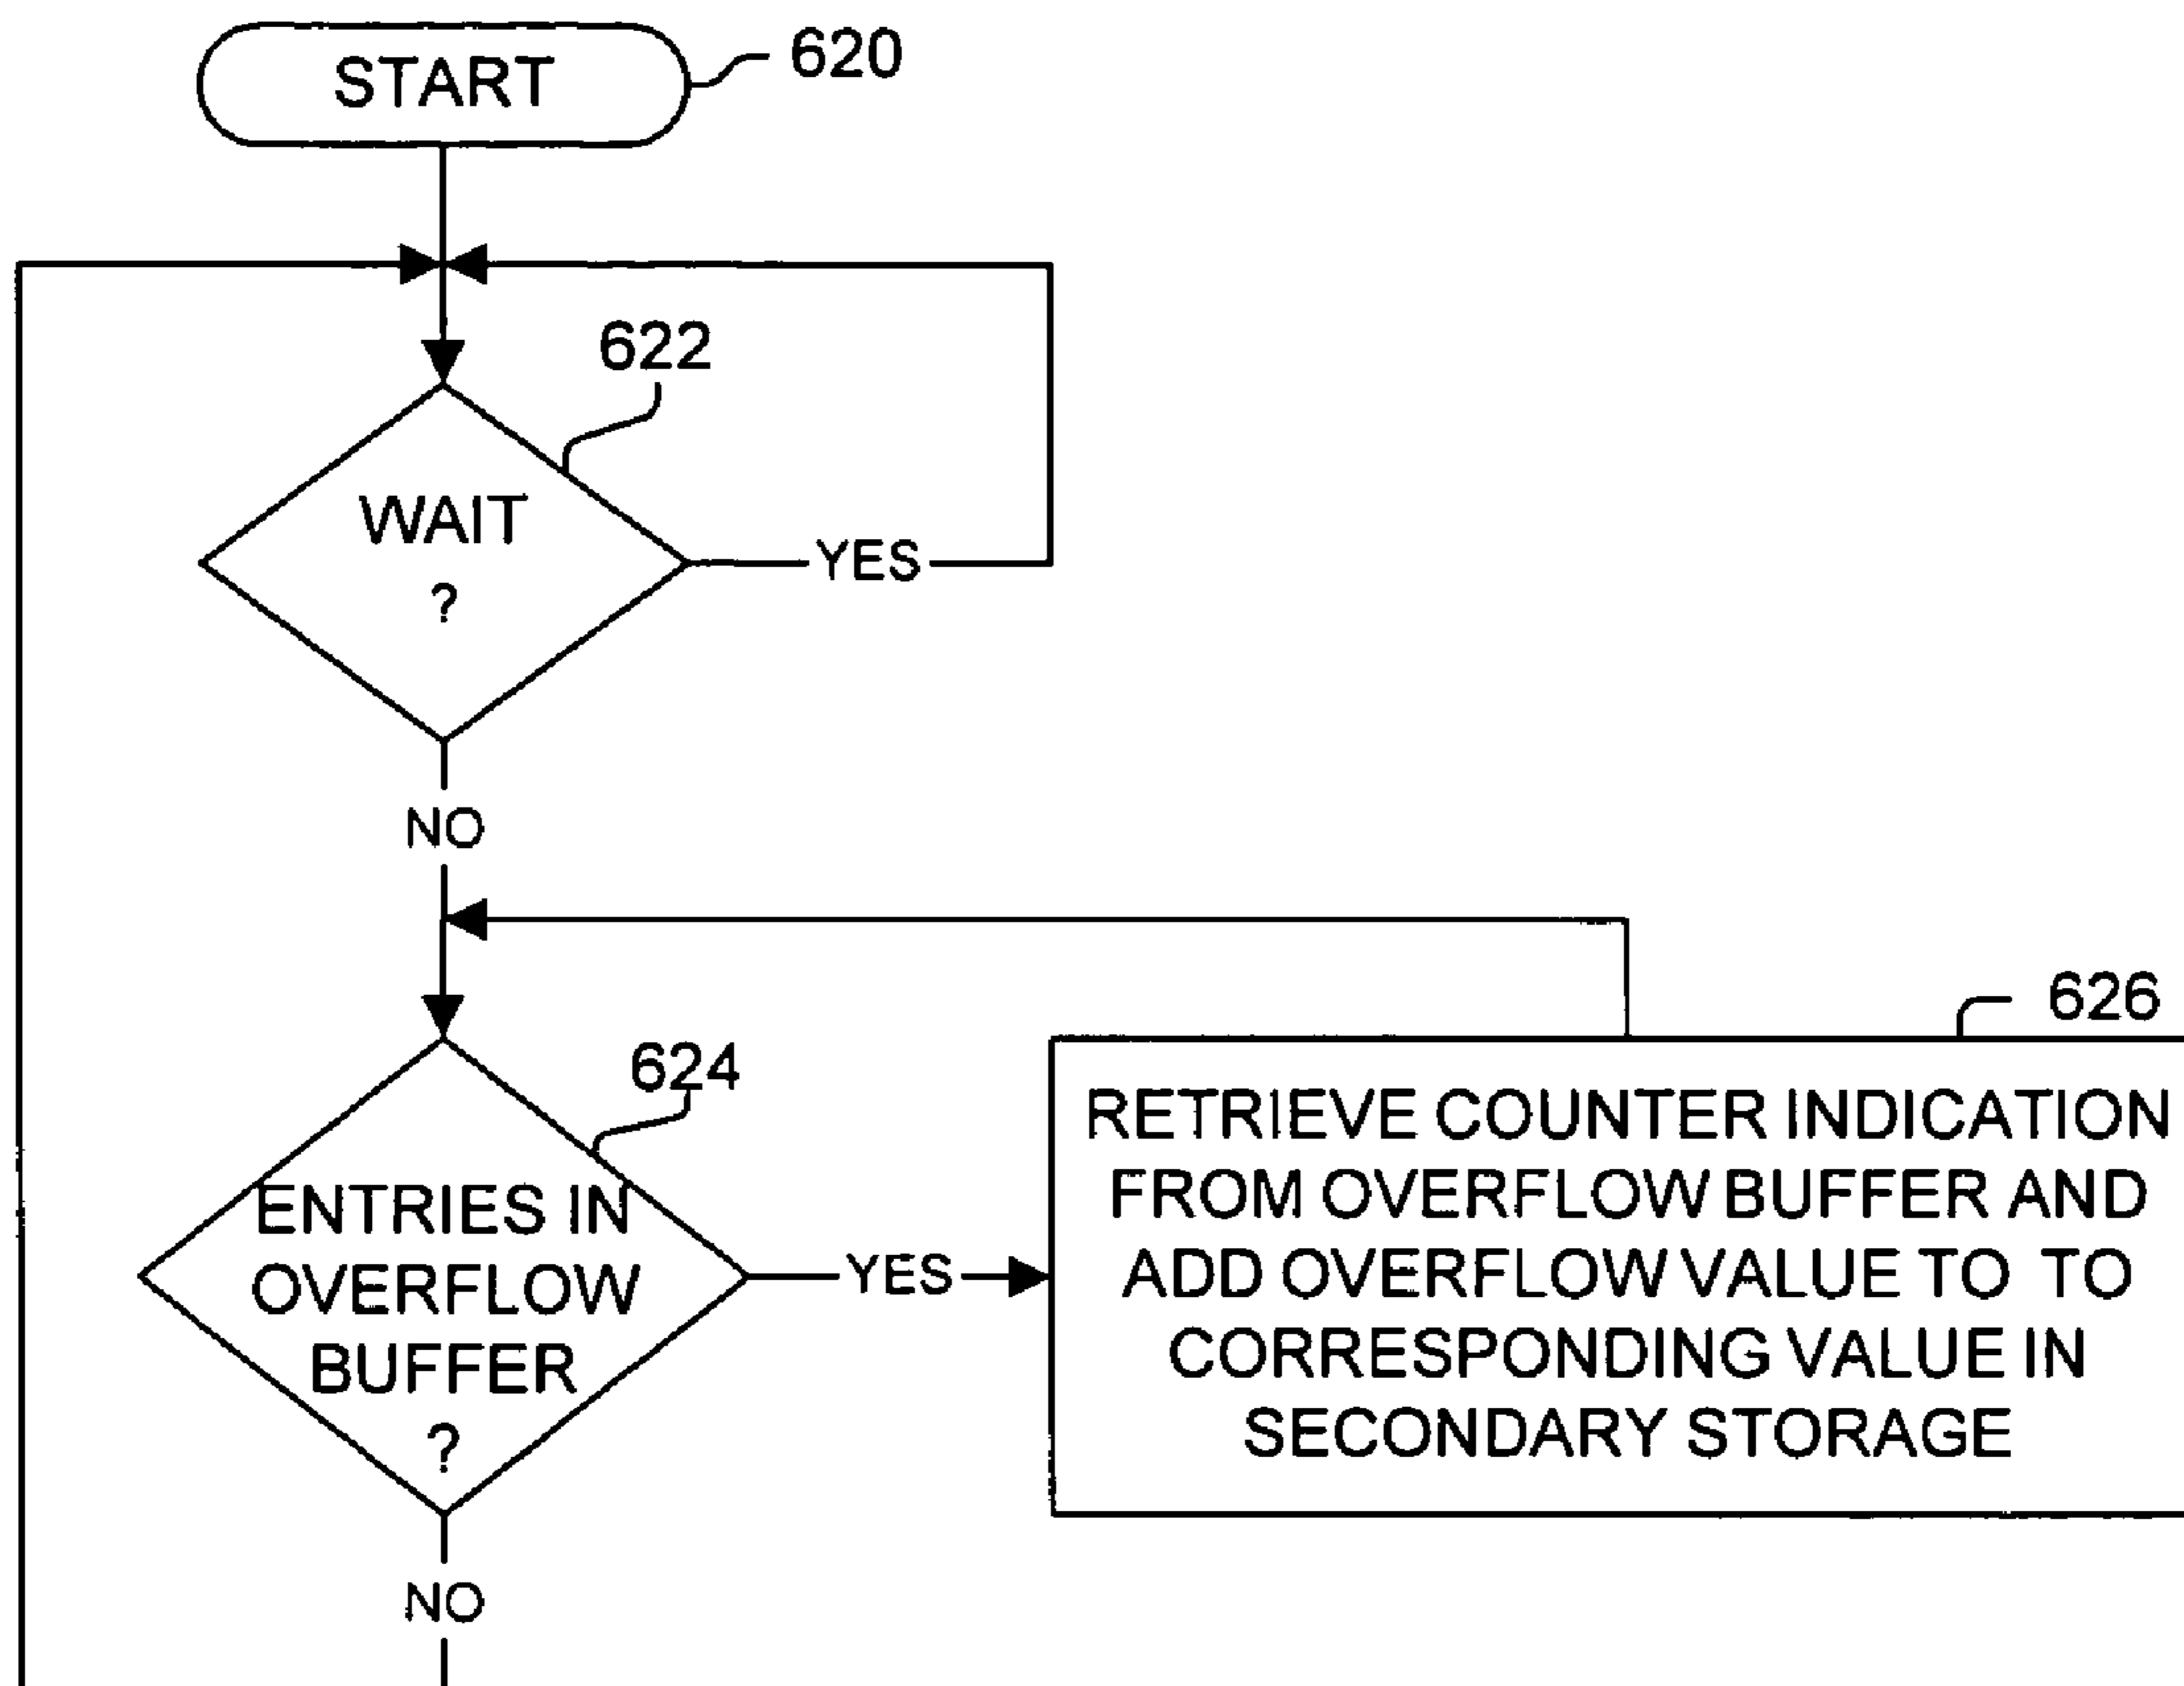 START
620
622
WAIT
?
YES
NO
626
624
ENTRIES IN
OVERFLOW
BUFFER
?
YES
RETRIEVE COUNTER INDICATION
FROM OVERFLOW BUFFER AND
ADD OVERFLOW VALUE TO TO
CORRESPONDING VALUE IN
SECONDARY STORAGE
NO